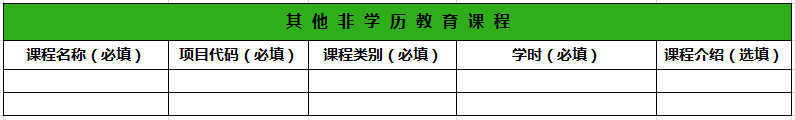 其他非学历教育课程
课程名称（必填） 项目代码（必填） 课程类别（必填） 学时（必填） 课程介绍（选填）